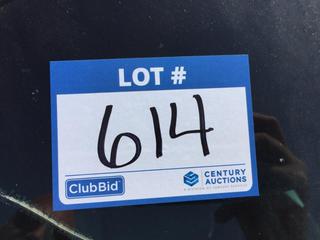 LOT #
614
ClubBid
CENTURY
AUCTIONS